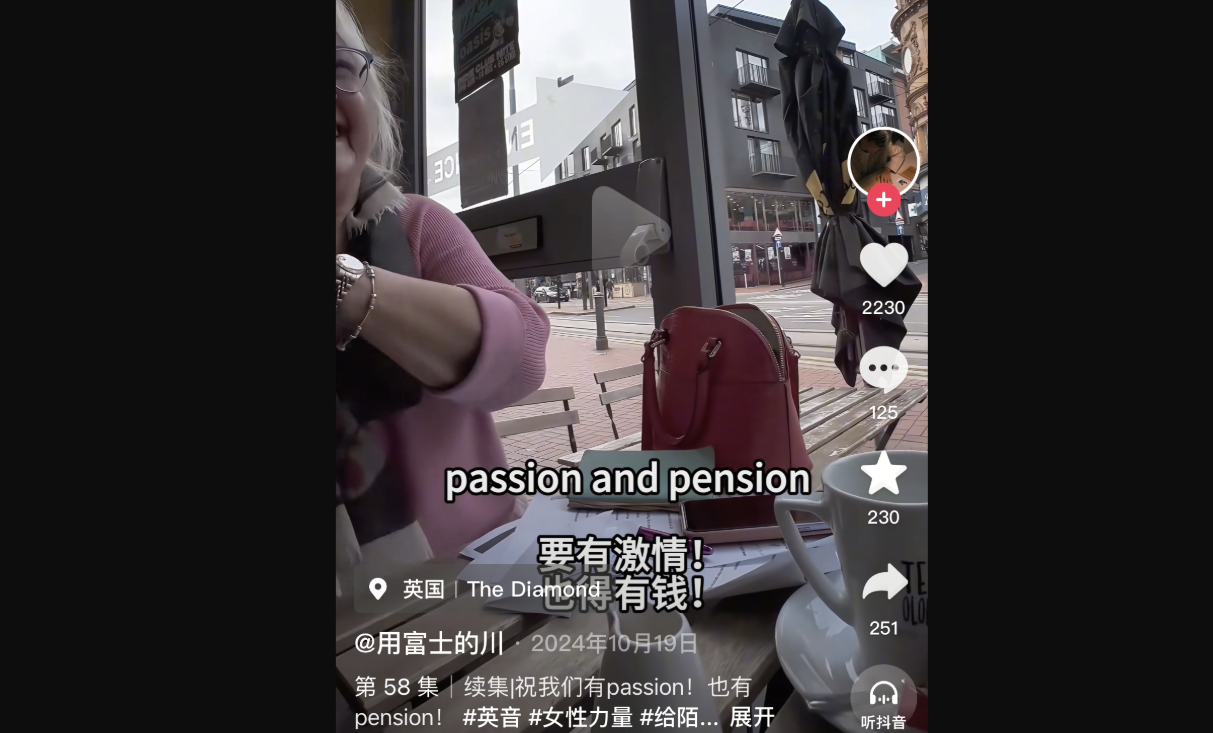 oasis
2230
125
230
passion and pension
要有激情！
也得有钱！
英国 | The Diamond
251
@用富士的川 · 2024年10月19日
第 58 集 | 续集|祝我们有passion！也有
pension！ #英音 #女性力量 #给陌... 展开
听抖音